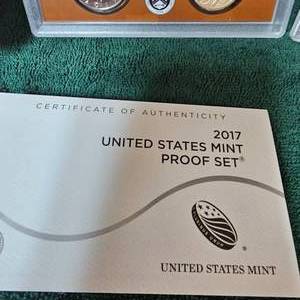 CERTIFICATE OF AUTHENTICITY
2017
UNITED STATES MINT
PROOF SET®
UNITED STATES MINT